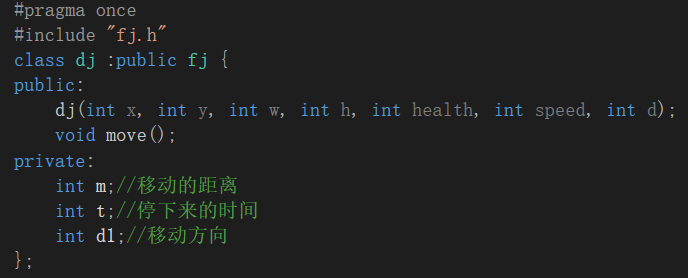 #pragma once
#include "fj.h"
class dj :public fj {
public:
    dj(int x, int y, int w, int h, int health, int speed, int d);
    void move();
private:
    int m;//移动的距离
    int t;//停下来的时间
    int d1;//移动方向
};